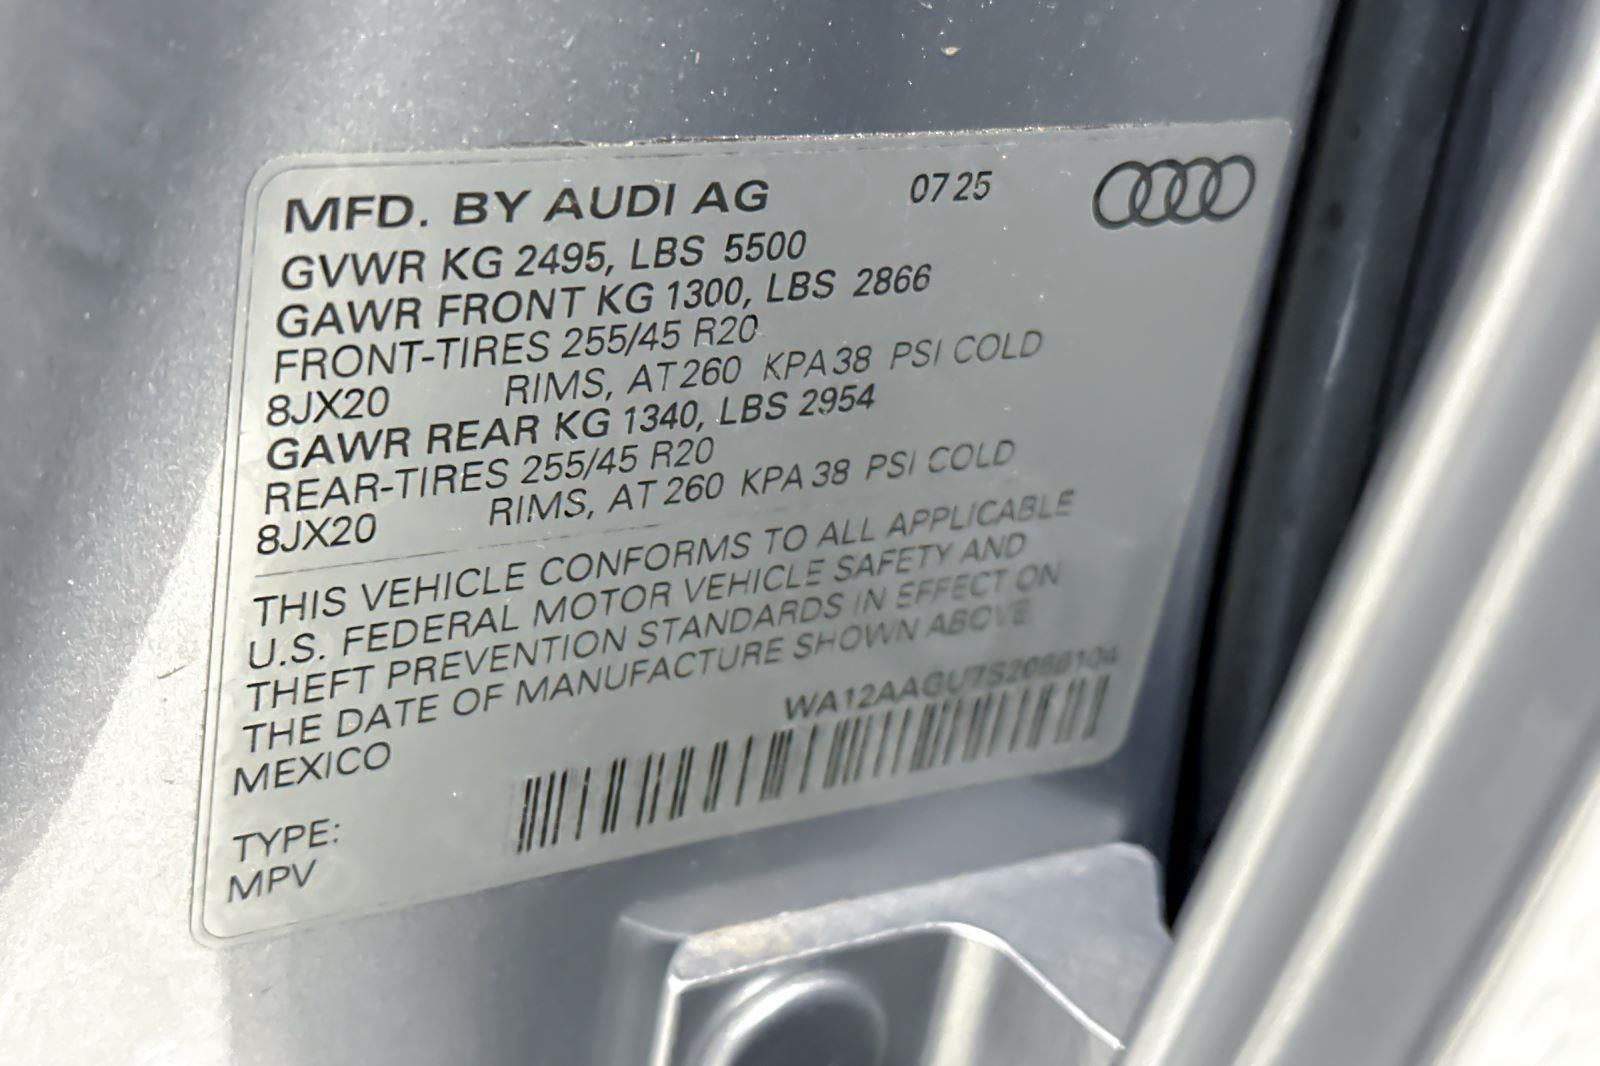 MFD. BY AUDI AG 0725
GVWR KG 2495, LBS 5500
GAWR FRONT KG 1300, LBS 2866
FRONT-TIRES 255/45 R20
8JX20 RIMS, AT 260 KPA 38 PSI COLD
GAWR REAR KG 1340, LBS 2954
REAR-TIRES 255/45 R20
8JX20 RIMS, AT 260 KPA 38 PSI COLD
THIS VEHICLE CONFORMS TO ALL APPLICABLE
U.S. FEDERAL MOTOR VEHICLE SAFETY AND
THEFT PREVENTION STANDARDS IN EFFECT ON
THE DATE OF MANUFACTURE SHOWN ABOVE.
MEXICO
TYPE:
MPV